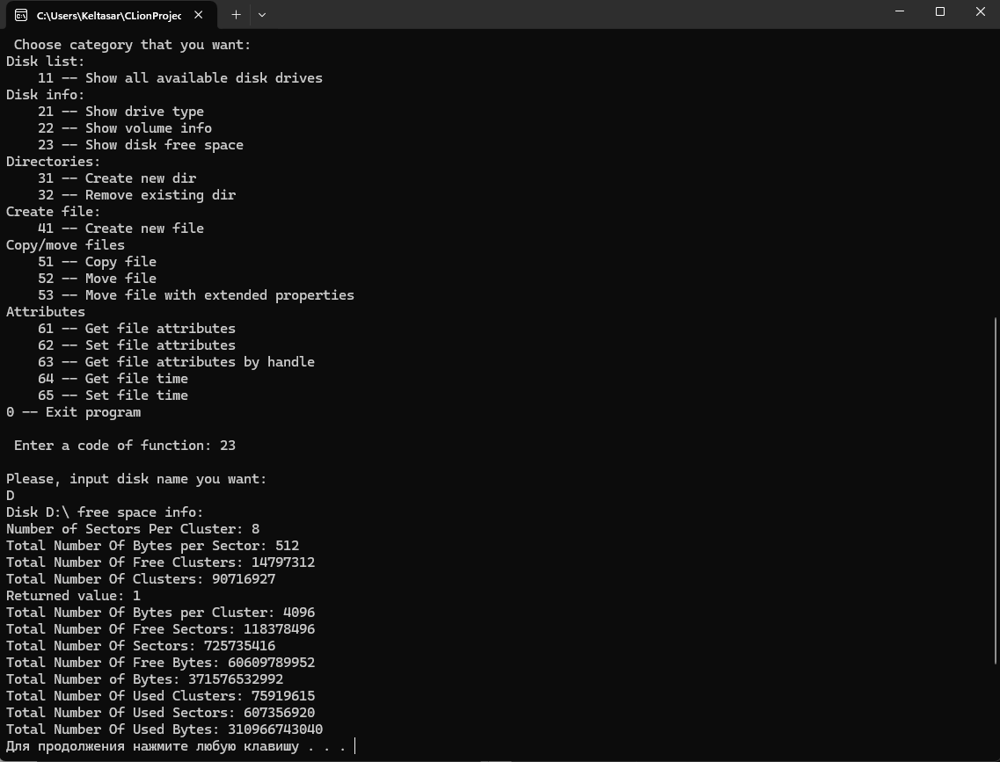 C:\Users\Keltasar\CLionProjec
Choose category that you want:
Disk list:
11 -- Show all available disk drives
Disk info:
21 -- Show drive type
22 -- Show volume info
23 -- Show disk free space
Directories:
31 -- Create new dir
32 -- Remove existing dir
Create file:
41 -- Create new file
Copy/move files
51 -- Copy file
52 -- Move file
53 -- Move file with extended properties
Attributes
61 -- Get file attributes
62 -- Set file attributes
63 -- Get file attributes by handle
64 -- Get file time
65 -- Set file time
0 -- Exit program
Enter a code of function: 23
Please, input disk name you want:
D
Disk D:\ free space info:
Number of Sectors Per Cluster: 8
Total Number Of Bytes per Sector: 512
Total Number Of Free Clusters: 14797312
Total Number Of Clusters: 90716927
Returned value: 1
Total Number Of Bytes per Cluster: 4096
Total Number Of Free Sectors: 118378496
Total Number Of Sectors: 725735416
Total Number Of Free Bytes: 60609789952
Total Number of Bytes: 371576532992
Total Number Of Used Clusters: 75919615
Total Number Of Used Sectors: 607356920
Total Number Of Used Bytes: 310966743040
Для продолжения нажмите любую клавишу . . .